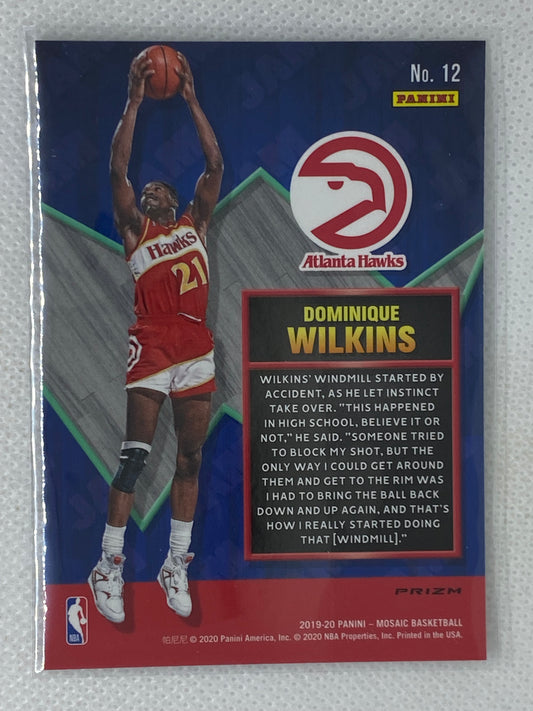 No. 12
PANINI
JAM
Hawks
21
Atlanta Hawks
DOMINIQUE
WILKINS
WILKINS' WINDMILL STARTED BY
ACCIDENT, AS HE LET INSTINCT
TAKE OVER. "THIS HAPPENED
IN HIGH SCHOOL, BELIEVE IT OR
NOT," HE SAID. "SOMEONE TRIED
TO BLOCK MY SHOT, BUT THE
ONLY WAY I COULD GET AROUND
THEM AND GET TO THE RIM WAS
I HAD TO BRING THE BALL BACK
DOWN AND UP AGAIN, AND THAT'S
HOW I REALLY STARTED DOING
THAT [WINDMILL]."
PRIZM
NBA
2019-20 PANINI – MOSAIC BASKETBALL
帕尼尼 © 2020 Panini America, Inc. © 2020 NBA Properties, Inc. Printed in the USA.